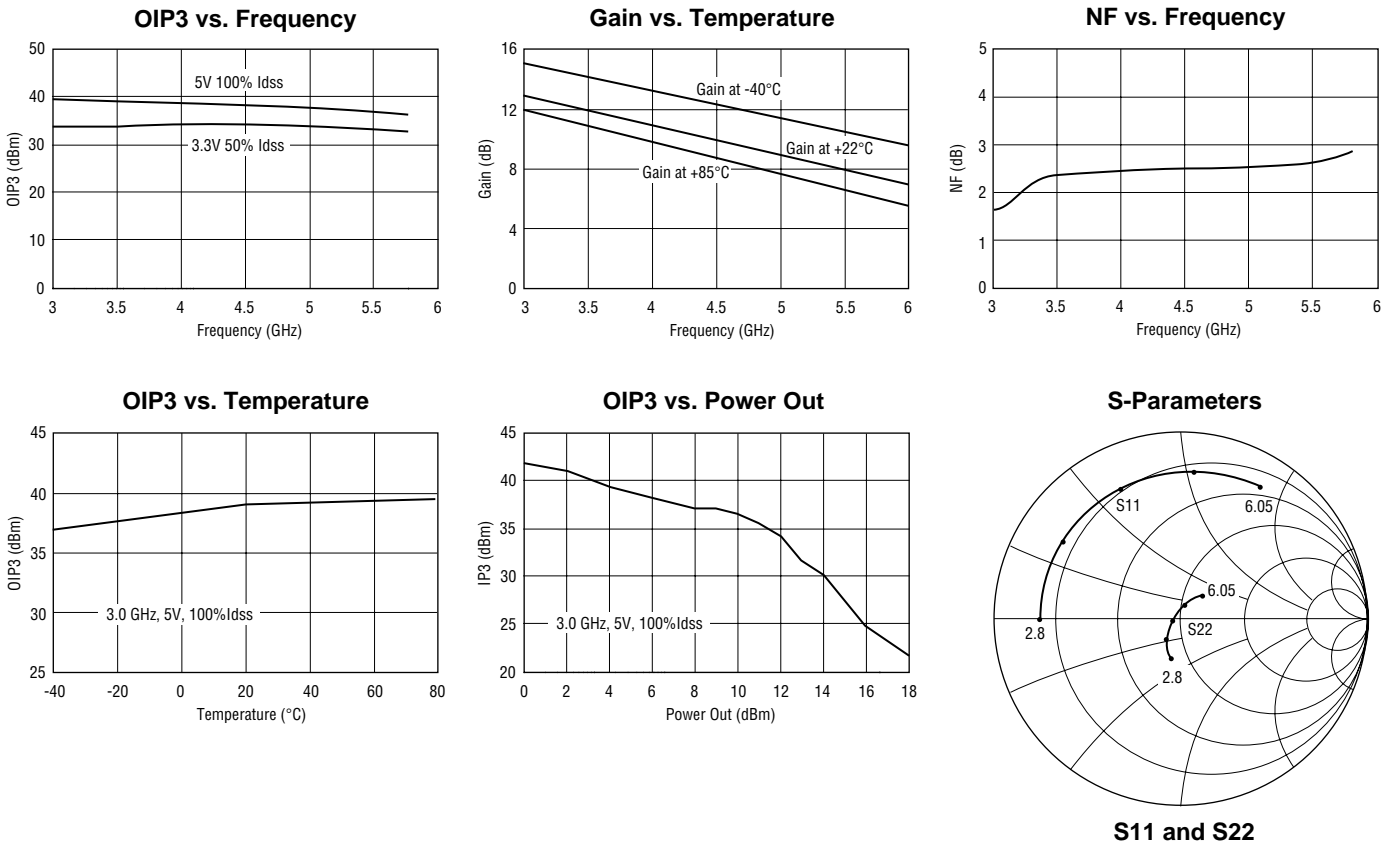 OIP3 vs. Frequency
50
40
30
20
10
0
OIP3 (dBm)
5V 100% Idss
3.3V 50% Idss
3 3.5 4 4.5 5 5.5 6
Frequency (GHz)
Gain vs. Temperature
16
12
8
4
0
Gain (dB)
Gain at -40°C
Gain at +22°C
Gain at +85°C
3 3.5 4 4.5 5 5.5 6
Frequency (GHz)
NF vs. Frequency
5
4
3
2
1
0
NF (dB)
3 3.5 4 4.5 5 5.5 6
Frequency (GHz)
OIP3 vs. Temperature
45
40
35
30
25
OIP3 (dBm)
3.0 GHz, 5V, 100%Idss
-40 -20 0 20 40 60 80
Temperature (°C)
OIP3 vs. Power Out
45
40
35
30
25
20
IP3 (dBm)
3.0 GHz, 5V, 100%Idss
0 2 4 6 8 10 12 14 16 18
Power Out (dBm)
S-Parameters
S11
6.05
6.05
2.8
S22
2.8
S11 and S22